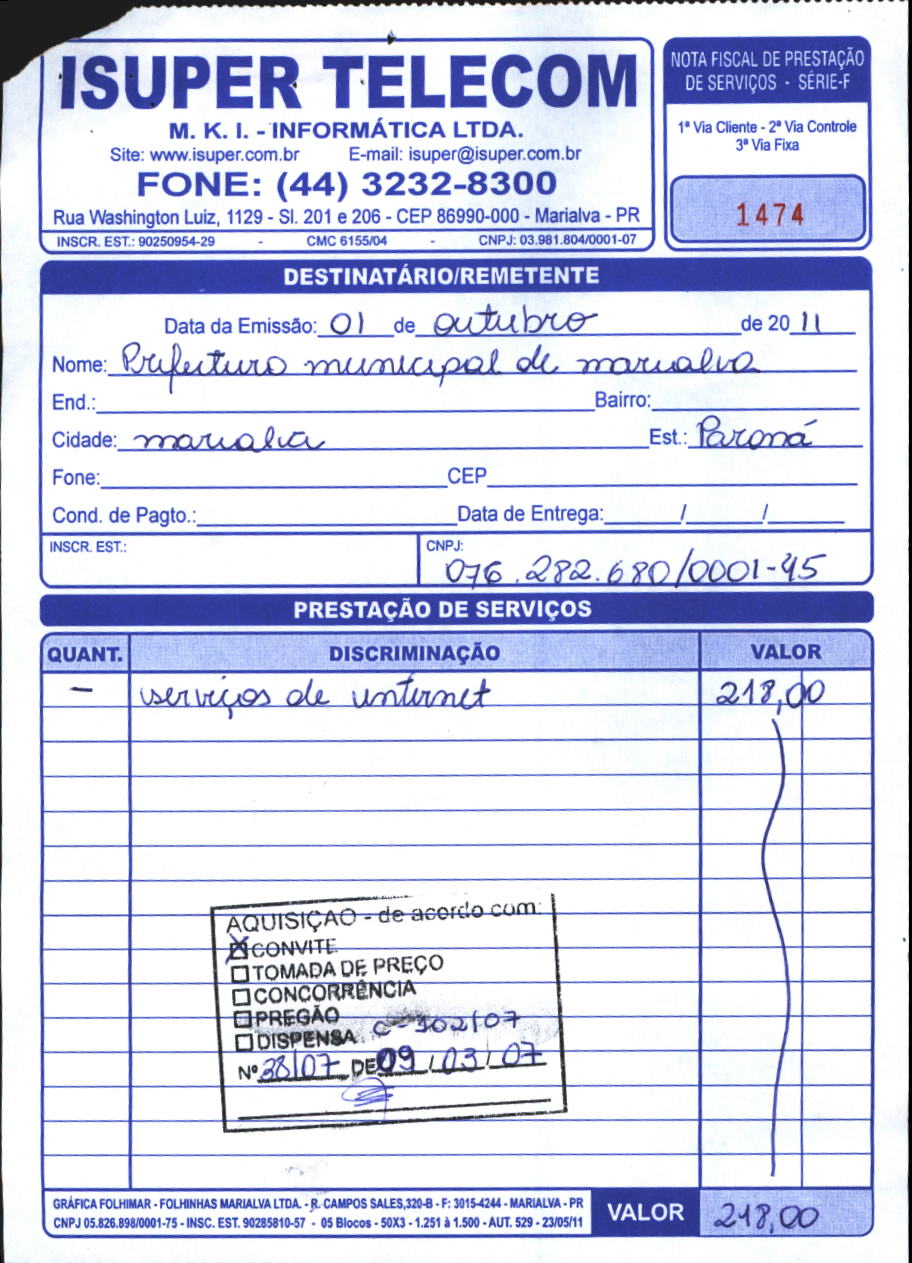 ISUPER TELECOM
M. K. I. - INFORMÁTICA LTDA.
Site: www.isuper.com.br E-mail: isuper@isuper.com.br
FONE: (44) 3232-8300
Rua Washington Luiz, 1129 - Sl. 201 e 206 - CEP 86990-000 - Marialva - PR
INSCR. EST.: 90250954-29 - CMC 6155/04 - CNPJ: 03.981.804/0001-07
NOTA FISCAL DE PRESTAÇÃO
DE SERVIÇOS - SÉRIE-F
1ª Via Cliente - 2ª Via Controle
3ª Via Fixa
1474
DESTINATÁRIO/REMETENTE
Data da Emissão: 01 de outubro de 2011
Nome: Prefeitura municipal de marialva
End.: Bairro:
Cidade: marialva Est.: Paraná
Fone: CEP
Cond. de Pagto.: Data de Entrega: / /
INSCR. EST.: CNPJ:
076.282.680/0001-45
PRESTAÇÃO DE SERVIÇOS
QUANT. DISCRIMINAÇÃO VALOR
- serviços de internet 218,00
AQUISIÇÃO - de acordo com:
CONVITE
TOMADA DE PREÇO
CONCORRÊNCIA
PREGÃO
DISPENSA C-102/07
Nº 38/07 DE 09/03/07
GRÁFICA FOLHIMAR - FOLHINHAS MARIALVA LTDA. - R. CAMPOS SALES,320-B - F: 3015-4244 - MARIALVA - PR
CNPJ 05.826.898/0001-75 - INSC. EST. 90285810-57 - 05 Blocos - 50X3 - 1.251 à 1.500 - AUT. 529 - 23/05/11
VALOR 218,00